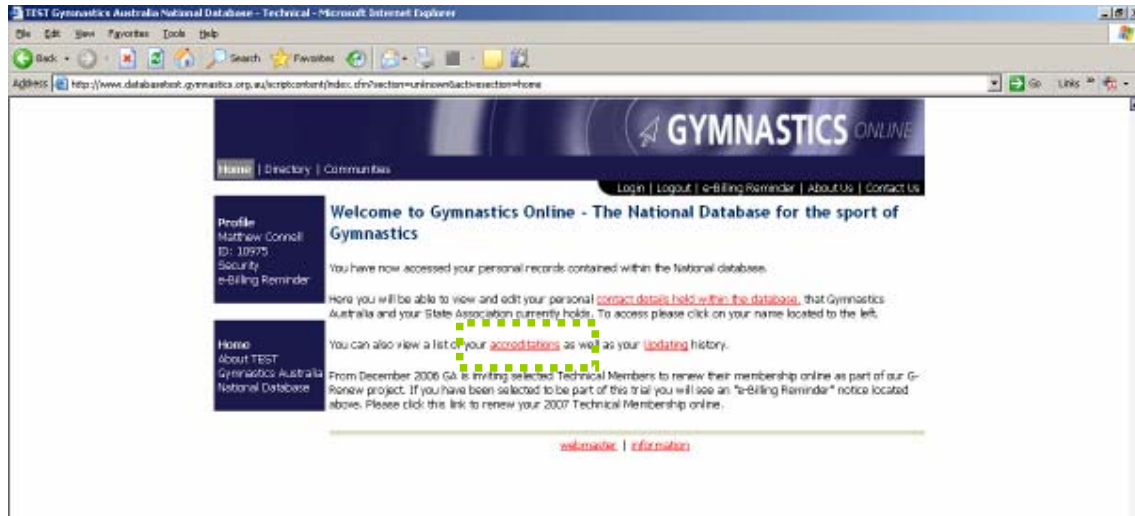 TEST Gymnastics Australia National Database - Technical - Microsoft Internet Explorer
File Edit View Favorites Tools Help
Back Search Favorites
Address http://www.databasetest.gymnastics.org.au/scriptcontent/index.cfm?section=unknown&activesection=home Go Links »
GYMNASTICS ONLINE
Home | Directory | Communities
Login | Logout | e-Billing Reminder | About Us | Contact Us
Profile
Matthew Connell
ID: 10975
Security
e-Billing Reminder
Home
About TEST
Gymnastics Australia
National Database
Welcome to Gymnastics Online - The National Database for the sport of
Gymnastics
You have now accessed your personal records contained within the National database.
Here you will be able to view and edit your personal contact details held within the database, that Gymnastics
Australia and your State Association currently holds. To access please click on your name located to the left.
You can also view a list of your accreditations as well as your Updating history.
From December 2006 GA is inviting selected Technical Members to renew their membership online as part of our G-
Renew project. If you have been selected to be part of this trial you will see an "e-Billing Reminder" notice located
above. Please click this link to renew your 2007 Technical Membership online.
webmaster | information